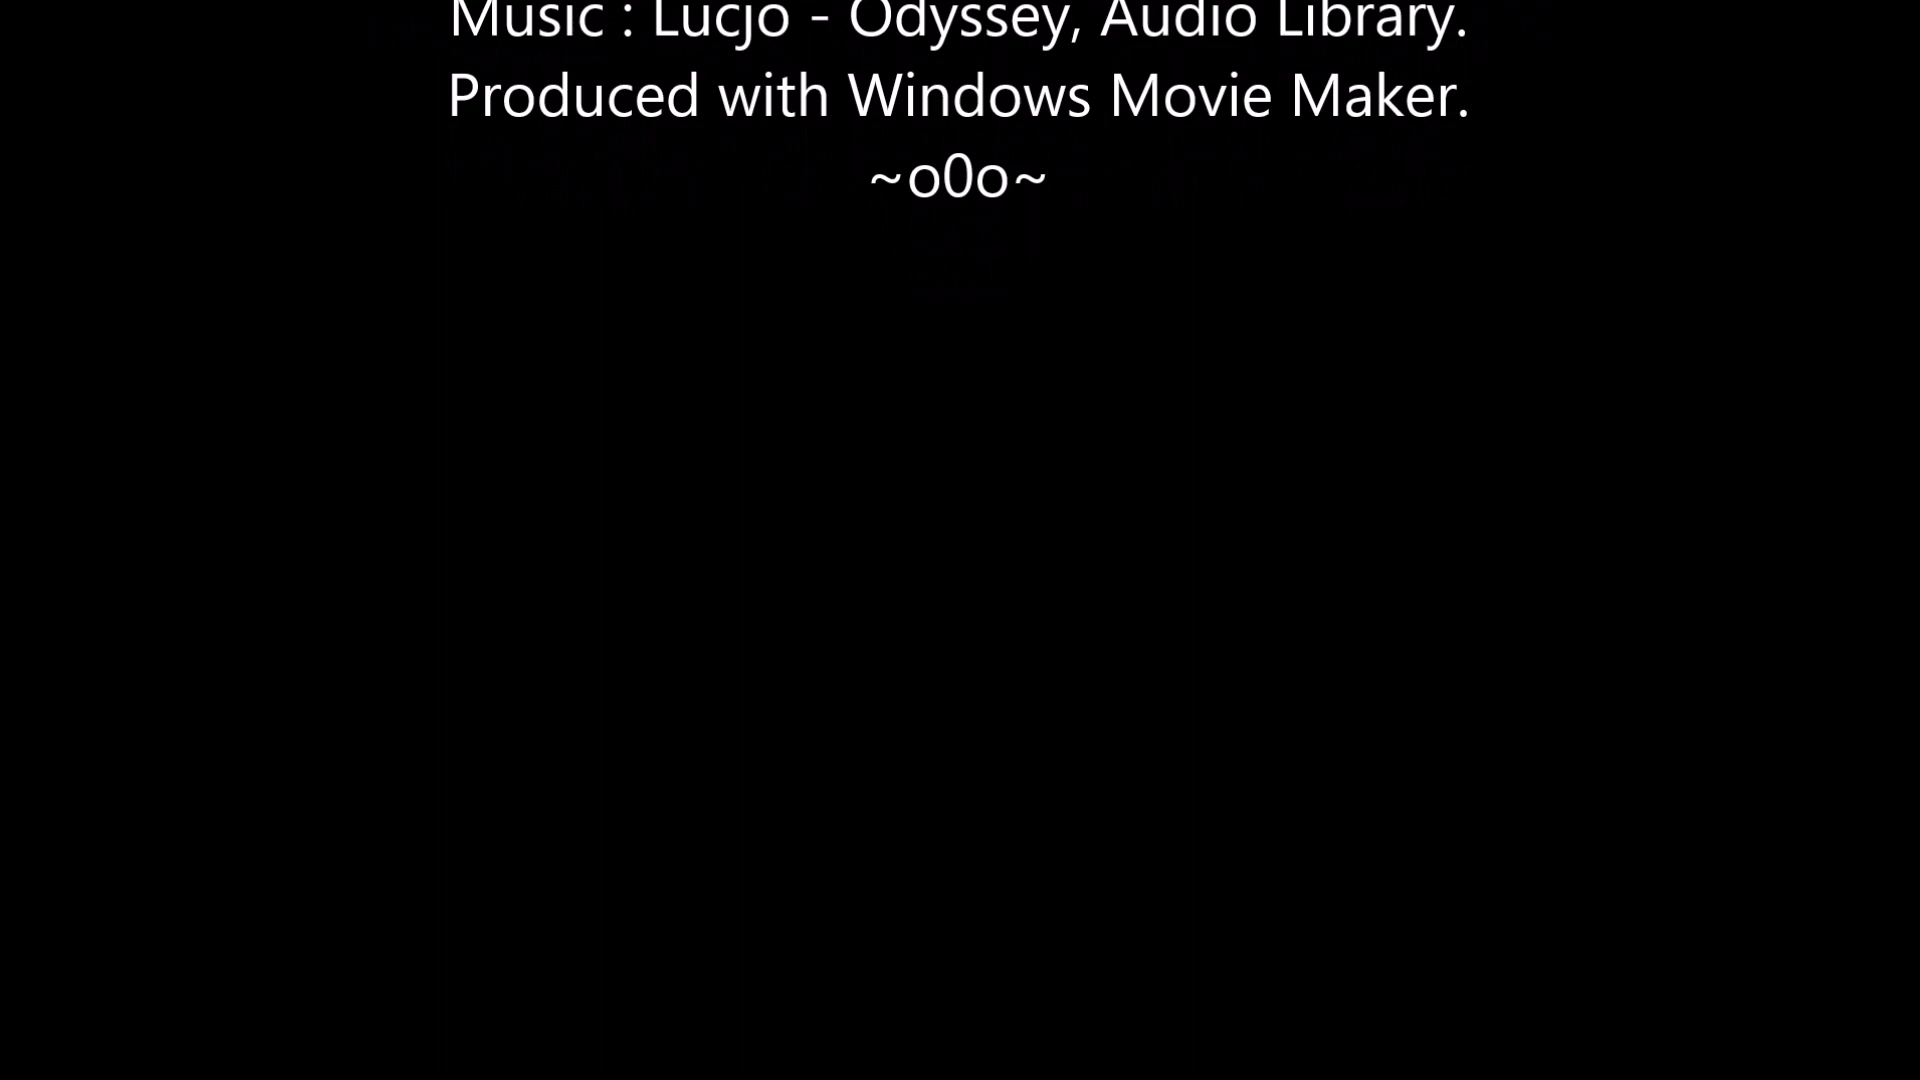 Music : Lucjo - Odyssey, Audio Library.
Produced with Windows Movie Maker.
~o0o~